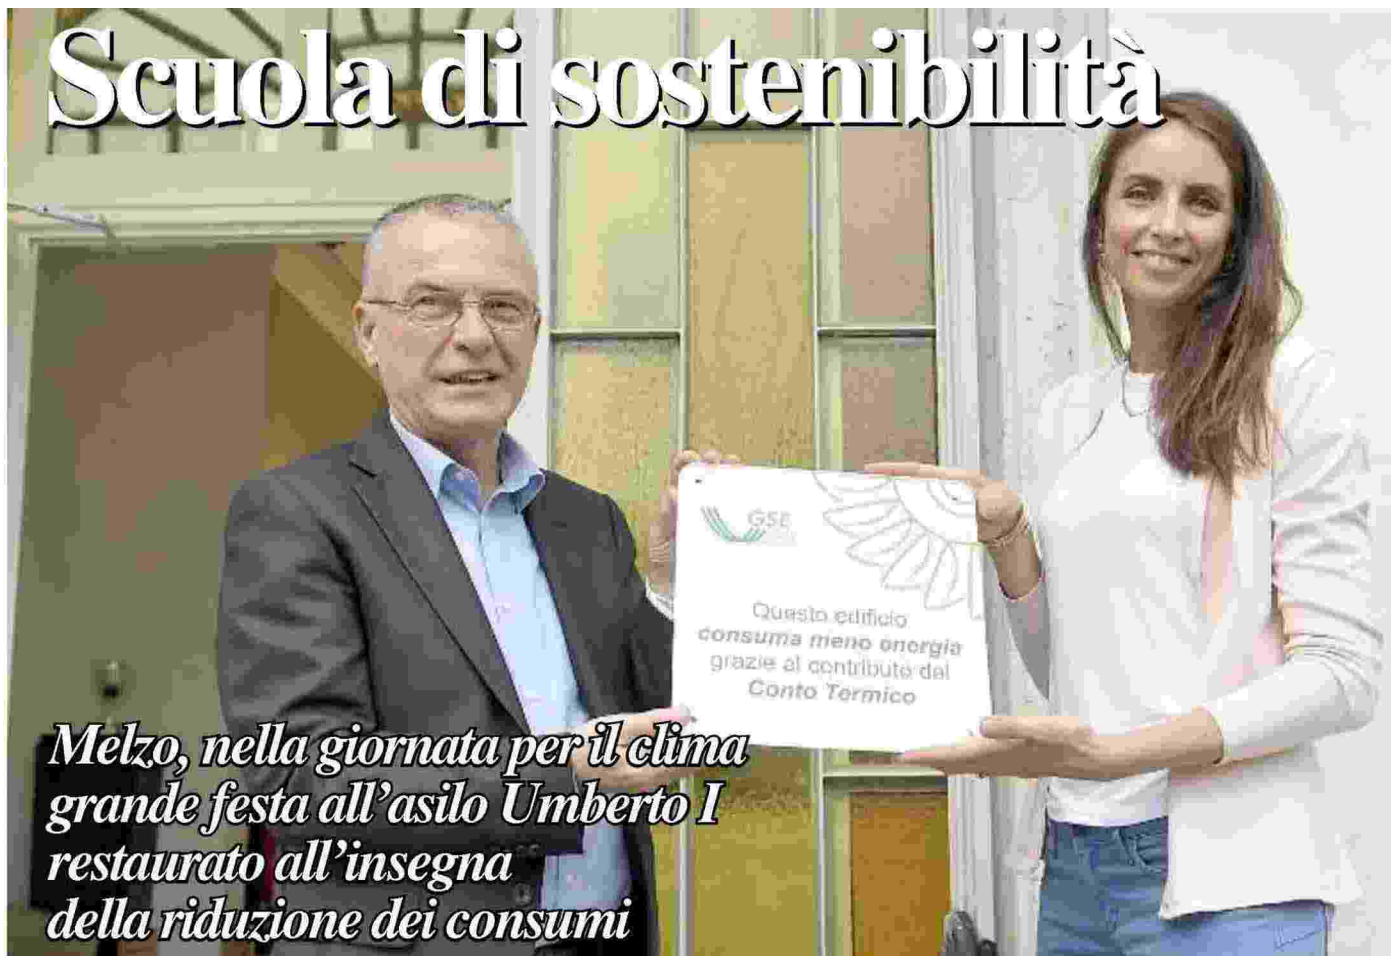 Scuola di sostenibilità
GSE
Questo edificio
consuma meno energia
grazie al contributo del
Conto Termico
Melzo, nella giornata per il clima
grande festa all'asilo Umberto I
restaurato all'insegna
della riduzione dei consumi